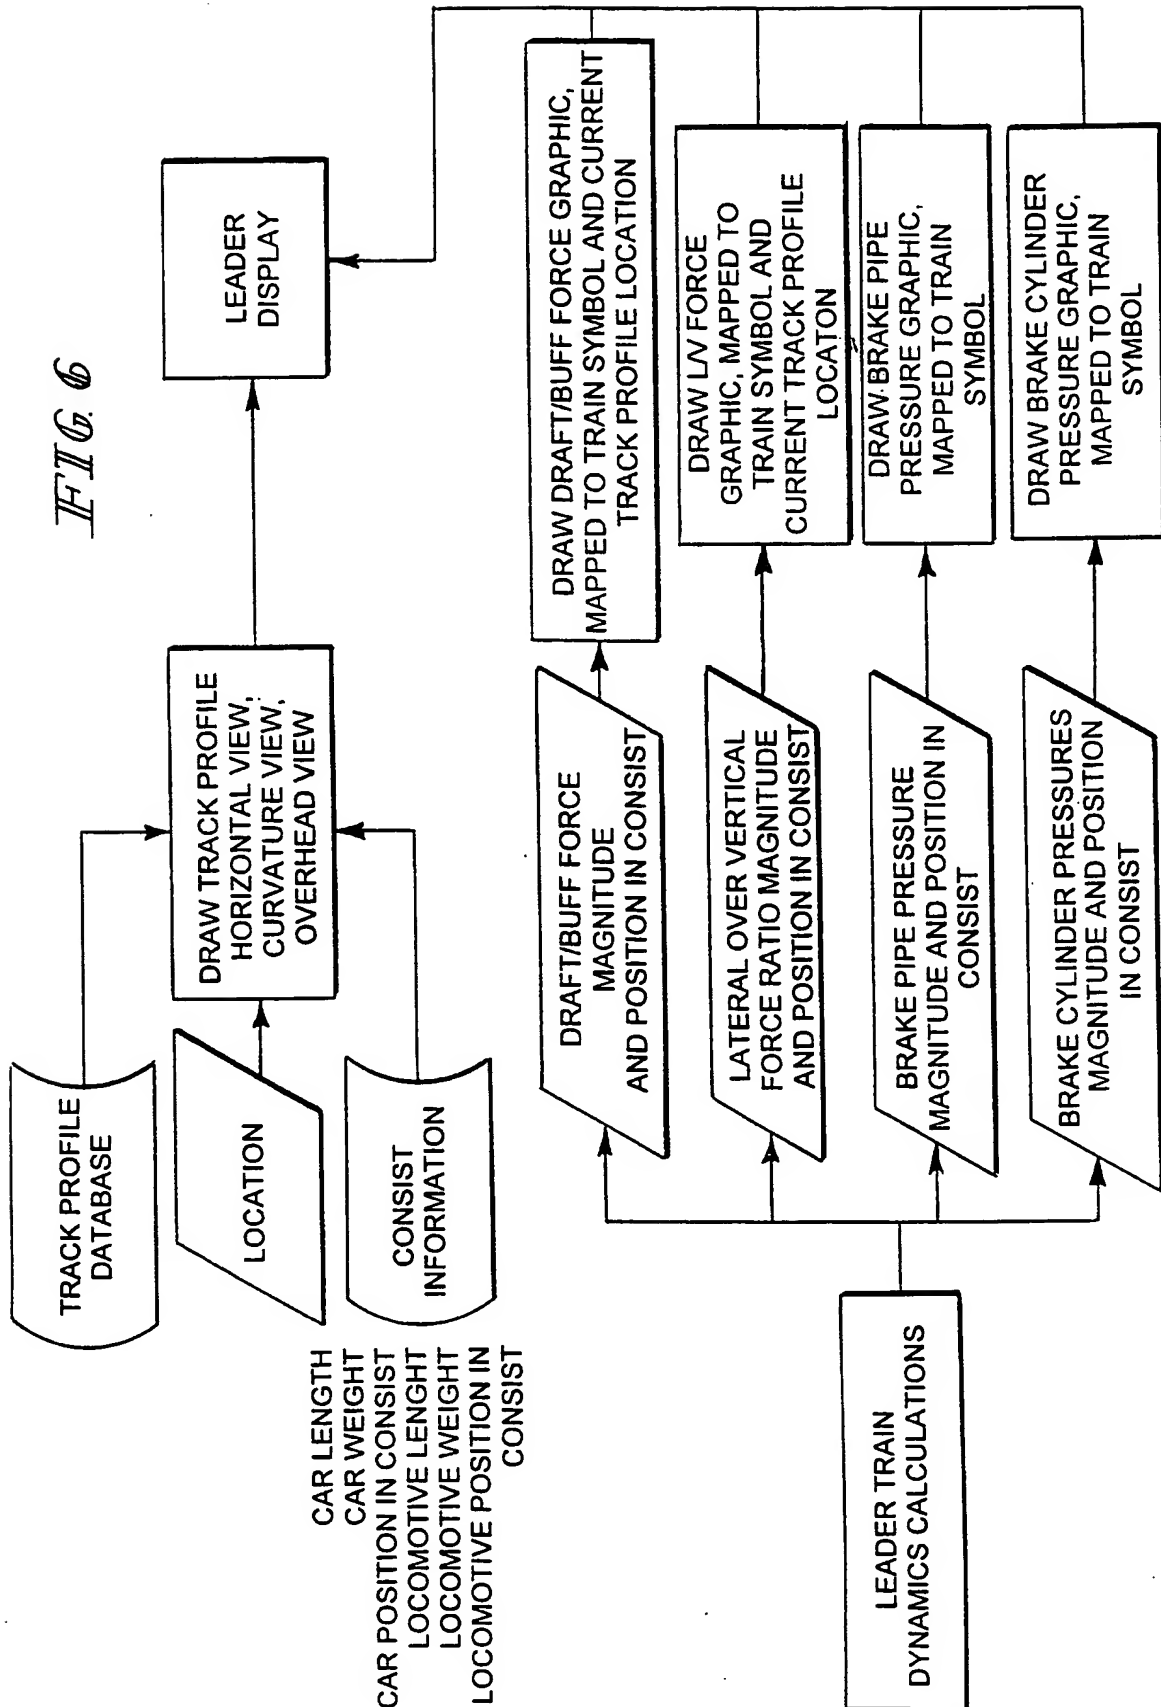 FIG. 6
TRACK PROFILE
DATABASE
LOCATION
CONSIST
INFORMATION
CAR LENGTH
CAR WEIGHT
CAR POSITION IN CONSIST
LOCOMOTIVE LENGHT
LOCOMOTIVE WEIGHT
LOCOMOTIVE POSITION IN
CONSIST
DRAW TRACK PROFILE
HORIZONTAL VIEW,
CURVATURE VIEW,
OVERHEAD VIEW
LEADER
DISPLAY
LEADER TRAIN
DYNAMICS CALCULATIONS
DRAFT/BUFF FORCE
MAGNITUDE
AND POSITION IN CONSIST
DRAW DRAFT/BUFF FORCE GRAPHIC,
MAPPED TO TRAIN SYMBOL AND CURRENT
TRACK PROFILE LOCATION
LATERAL OVER VERTICAL
FORCE RATIO MAGNITUDE
AND POSITION IN CONSIST
DRAW L/V FORCE
GRAPHIC, MAPPED TO
TRAIN SYMBOL AND
CURRENT TRACK PROFILE
LOCATON
BRAKE PIPE PRESSURE
MAGNITUDE AND POSITION IN
CONSIST
DRAW BRAKE PIPE
PRESSURE GRAPHIC,
MAPPED TO TRAIN
SYMBOL
BRAKE CYLINDER PRESSURES
MAGNITUDE AND POSITION
IN CONSIST
DRAW BRAKE CYLINDER
PRESSURE GRAPHIC,
MAPPED TO TRAIN
SYMBOL